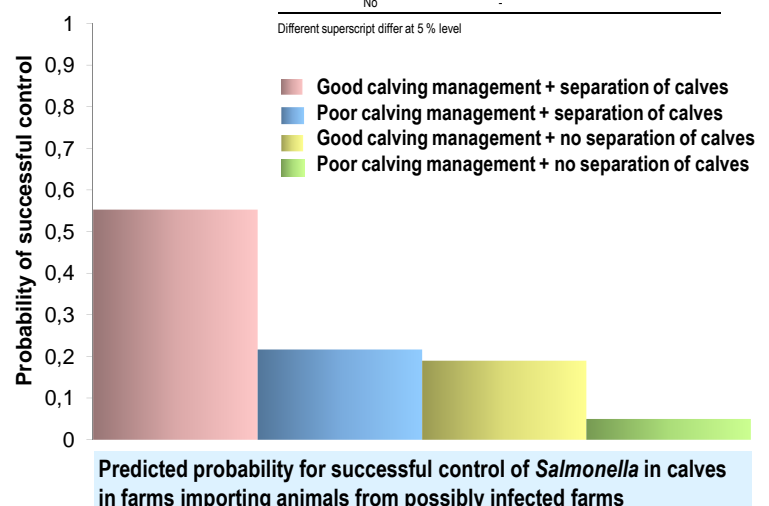 No -
Different superscript differ at 5 % level
1
0,9
0,8
0,7
0,6
0,5
0,4
0,3
0,2
0,1
0
Probability of successful control
Good calving management + separation of calves
Poor calving management + separation of calves
Good calving management + no separation of calves
Poor calving management + no separation of calves
Predicted probability for successful control of Salmonella in calves
in farms importing animals from possibly infected farms